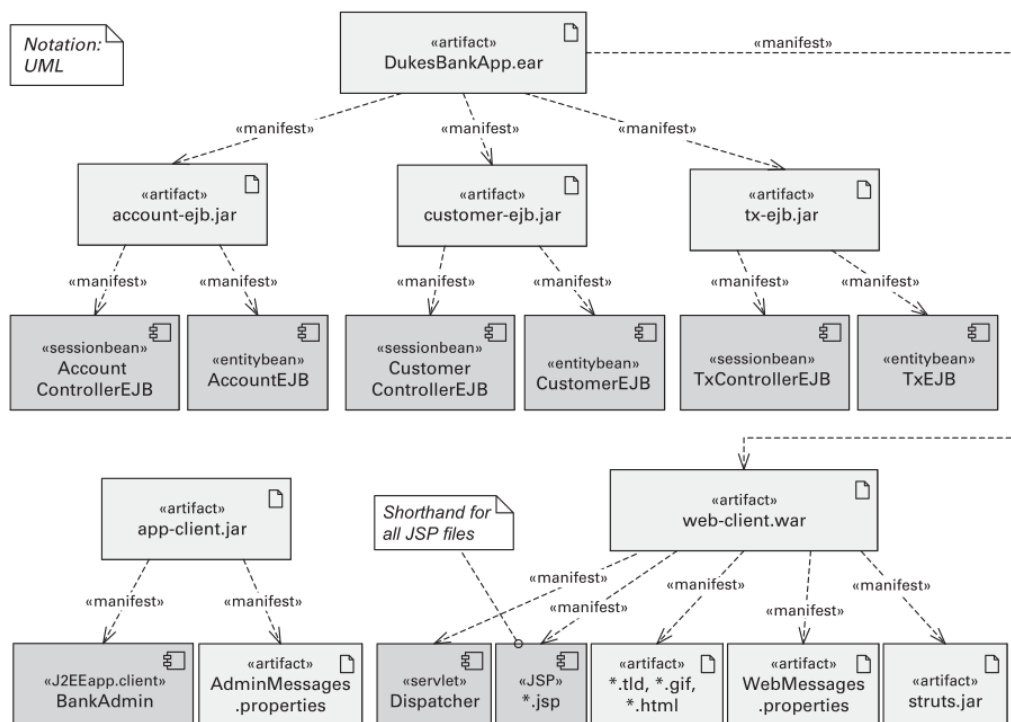 Notation:
UML
«artifact»
DukesBankApp.ear
«manifest»
«manifest»
«manifest»
«manifest»
«artifact»
account-ejb.jar
«artifact»
customer-ejb.jar
«artifact»
tx-ejb.jar
«manifest»
«manifest»
«manifest»
«manifest»
«manifest»
«manifest»
«sessionbean»
Account
ControllerEJB
«entitybean»
AccountEJB
«sessionbean»
Customer
ControllerEJB
«entitybean»
CustomerEJB
«sessionbean»
TxControllerEJB
«entitybean»
TxEJB
«artifact»
app-client.jar
Shorthand for
all JSP files
«artifact»
web-client.war
«manifest»
«manifest»
«manifest»
«manifest»
«manifest»
«manifest»
«manifest»
«J2EEapp.client»
BankAdmin
«artifact»
AdminMessages
.properties
«servlet»
Dispatcher
«JSP»
*.jsp
«artifact»
*.tld, *.gif,
*.html
«artifact»
WebMessages
.properties
«artifact»
struts.jar